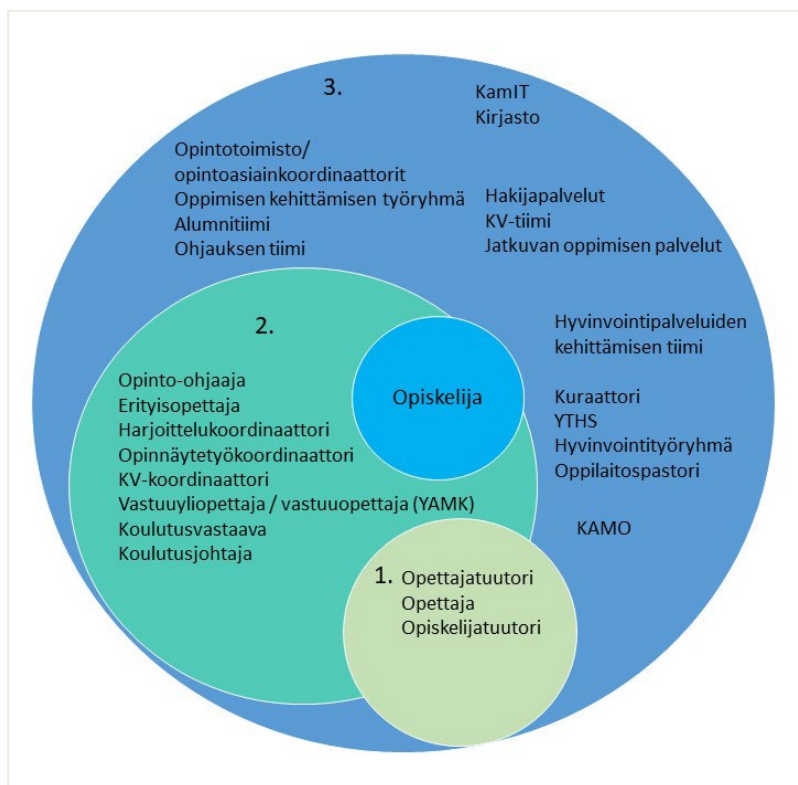 3.
KamIT
Kirjasto
Opintotoimisto/
opintoasiainkoordinaattorit
Oppimisen kehittämisen työryhmä
Alumnitiimi
Ohjauksen tiimi
Hakijapalvelut
KV-tiimi
Jatkuvan oppimisen palvelut
Hyvinvointipalveluiden
kehittämisen tiimi
Kuraattori
YTHS
Hyvinvointityöryhmä
Oppilaitospastori
KAMO
2.
Opinto-ohjaaja
Erityisopettaja
Harjoittelukoordinaattori
Opinnäytetyökoordinaattori
KV-koordinaattori
Vastuuyliopettaja / vastuuopettaja (YAMK)
Koulutusvastaava
Koulutusjohtaja
Opiskelija
1.
Opettajatuutori
Opettaja
Opiskelijatuutori